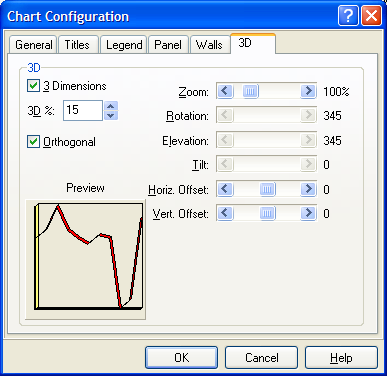 Chart Configuration
General Titles Legend Panel Walls 3D
3D
3 Dimensions
3D %: 15
Orthogonal
Zoom: 100%
Rotation: 345
Elevation: 345
Tilt: 0
Horiz. Offset: 0
Vert. Offset: 0
Preview
OK Cancel Help